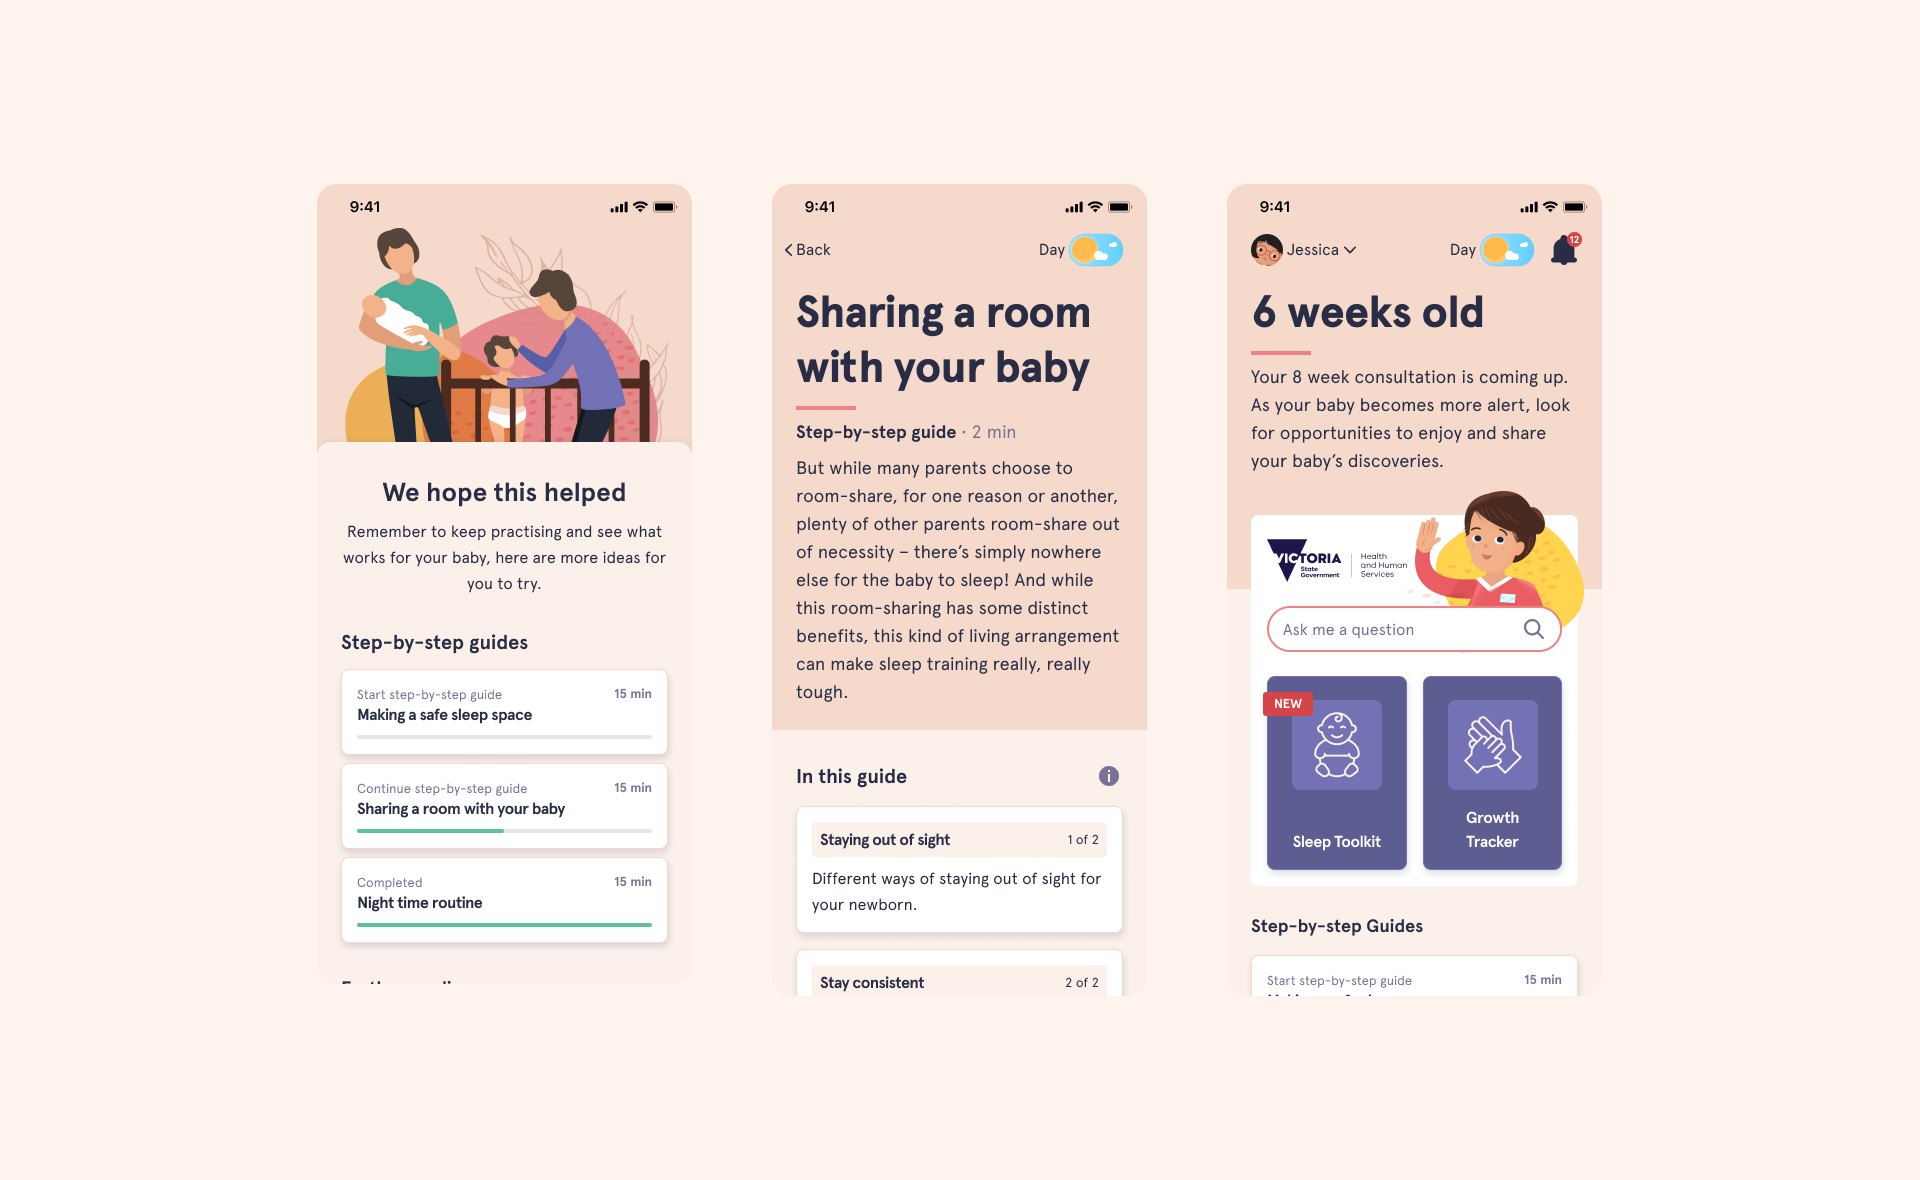 9:41
We hope this helped
Remember to keep practising and see what
works for your baby, here are more ideas for
you to try.
Step-by-step guides
Start step-by-step guide 15 min
Making a safe sleep space
Continue step-by-step guide 15 min
Sharing a room with your baby
Completed 15 min
Night time routine
9:41
Back Day
Sharing a room
with your baby
Step-by-step guide · 2 min
But while many parents choose to
room-share, for one reason or another,
plenty of other parents room-share out
of necessity – there’s simply nowhere
else for the baby to sleep! And while
this room-sharing has some distinct
benefits, this kind of living arrangement
can make sleep training really, really
tough.
In this guide
Staying out of sight 1 of 2
Different ways of staying out of sight for
your newborn.
Stay consistent 2 of 2
9:41
Jessica Day 12
6 weeks old
Your 8 week consultation is coming up.
As your baby becomes more alert, look
for opportunities to enjoy and share
your baby’s discoveries.
VICTORIA
State
Government
Health
and Human
Services
Ask me a question
NEW
Sleep Toolkit
Growth
Tracker
Step-by-step Guides
Start step-by-step guide 15 min